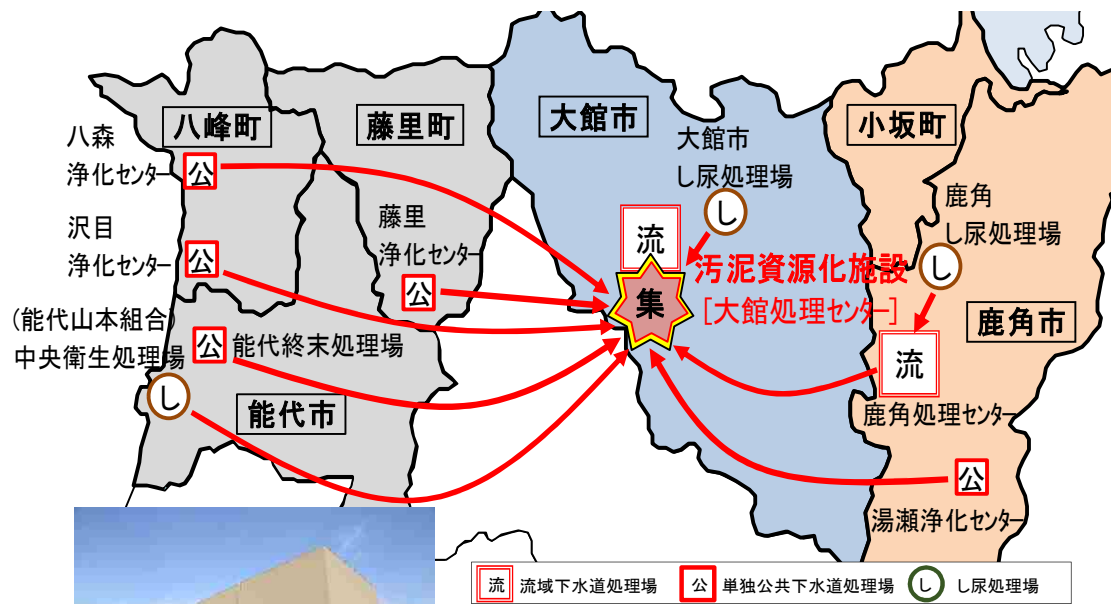 八峰町
藤里町
大館市
小坂町
鹿角市
能代市
八森
浄化センター
公
沢目
浄化センター
公
藤里
浄化センター
公
(能代山本組合)
中央衛生処理場
し
公
能代終末処理場
大館市
し尿処理場
し
流
集
汚泥資源化施設
[大館処理センター]
鹿角
し尿処理場
し
流
鹿角処理センター
公
湯瀬浄化センター
流 流域下水道処理場 公 単独公共下水道処理場 し し尿処理場